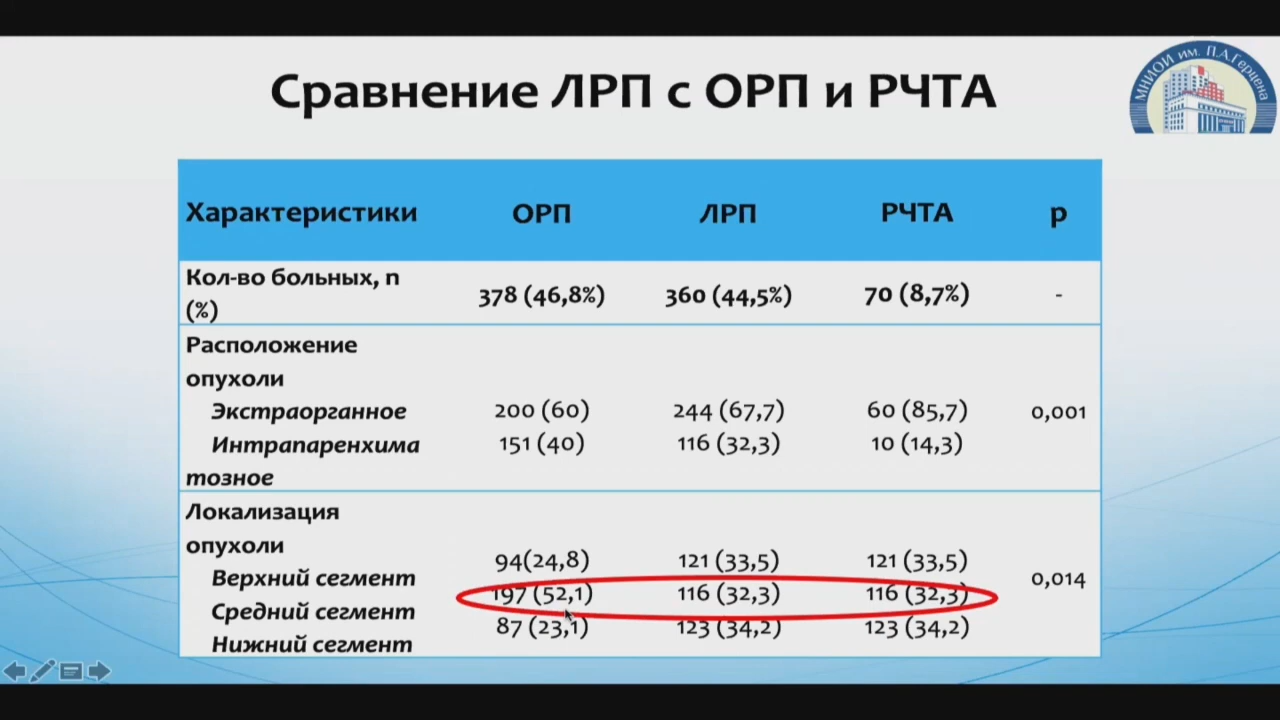 МНИОИ им. П.А.Герцена
Сравнение ЛРП с ОРП и РЧТА
Характеристики ОРП ЛРП РЧТА p
Кол-во больных, n
(%) 378 (46,8%) 360 (44,5%) 70 (8,7%) -
Расположение
опухоли
Экстраорганное 200 (60) 244 (67,7) 60 (85,7) 0,001
Интрапаренхима 151 (40) 116 (32,3) 10 (14,3)
тозное
Локализация
опухоли
94(24,8) 121 (33,5) 121 (33,5)
Верхний сегмент 0,014
197 (52,1) 116 (32,3) 116 (32,3)
Средний сегмент
87 (23,1) 123 (34,2) 123 (34,2)
Нижний сегмент